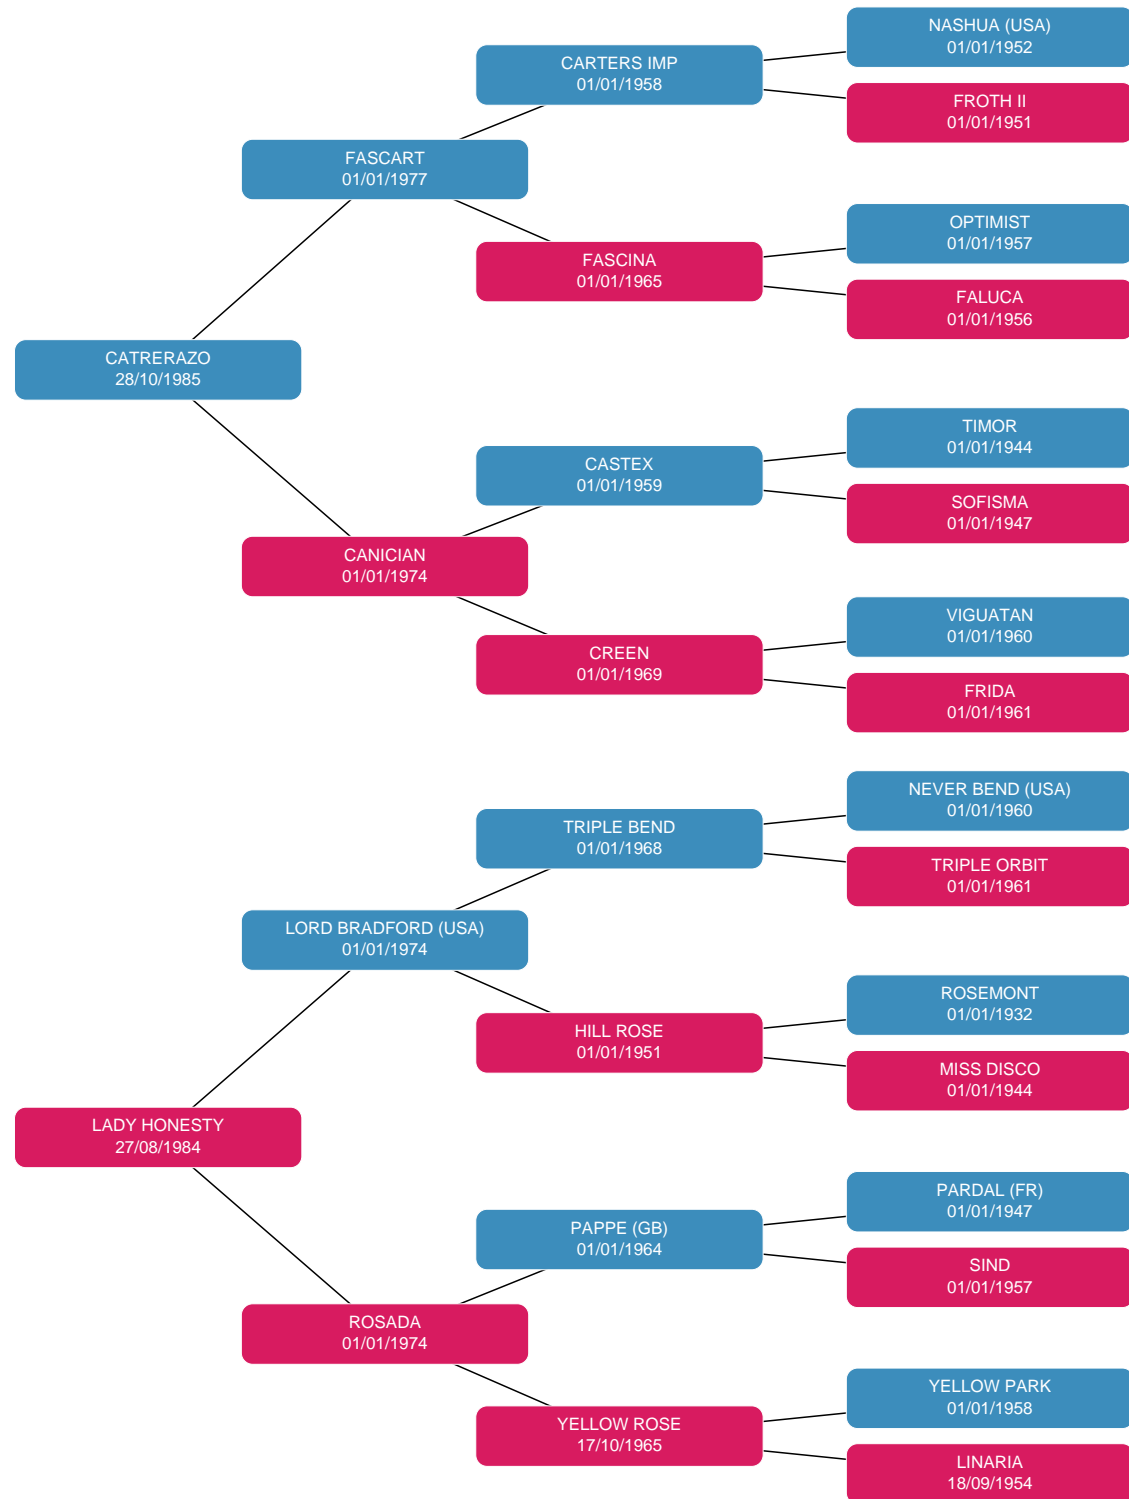 NASHUA (USA)
01/01/1952
CARTERS IMP
01/01/1958
FROTH II
01/01/1951
FASCART
01/01/1977
OPTIMIST
01/01/1957
FASCINA
01/01/1965
FALUCA
01/01/1956
CATRERAZO
28/10/1985
TIMOR
01/01/1944
CASTEX
01/01/1959
SOFISMA
01/01/1947
CANICIAN
01/01/1974
VIGUATAN
01/01/1960
CREEN
01/01/1969
FRIDA
01/01/1961
NEVER BEND (USA)
01/01/1960
TRIPLE BEND
01/01/1968
TRIPLE ORBIT
01/01/1961
LORD BRADFORD (USA)
01/01/1974
ROSEMONT
01/01/1932
HILL ROSE
01/01/1951
MISS DISCO
01/01/1944
LADY HONESTY
27/08/1984
PARDAL (FR)
01/01/1947
PAPPE (GB)
01/01/1964
SIND
01/01/1957
ROSADA
01/01/1974
YELLOW PARK
01/01/1958
YELLOW ROSE
17/10/1965
LINARIA
18/09/1954